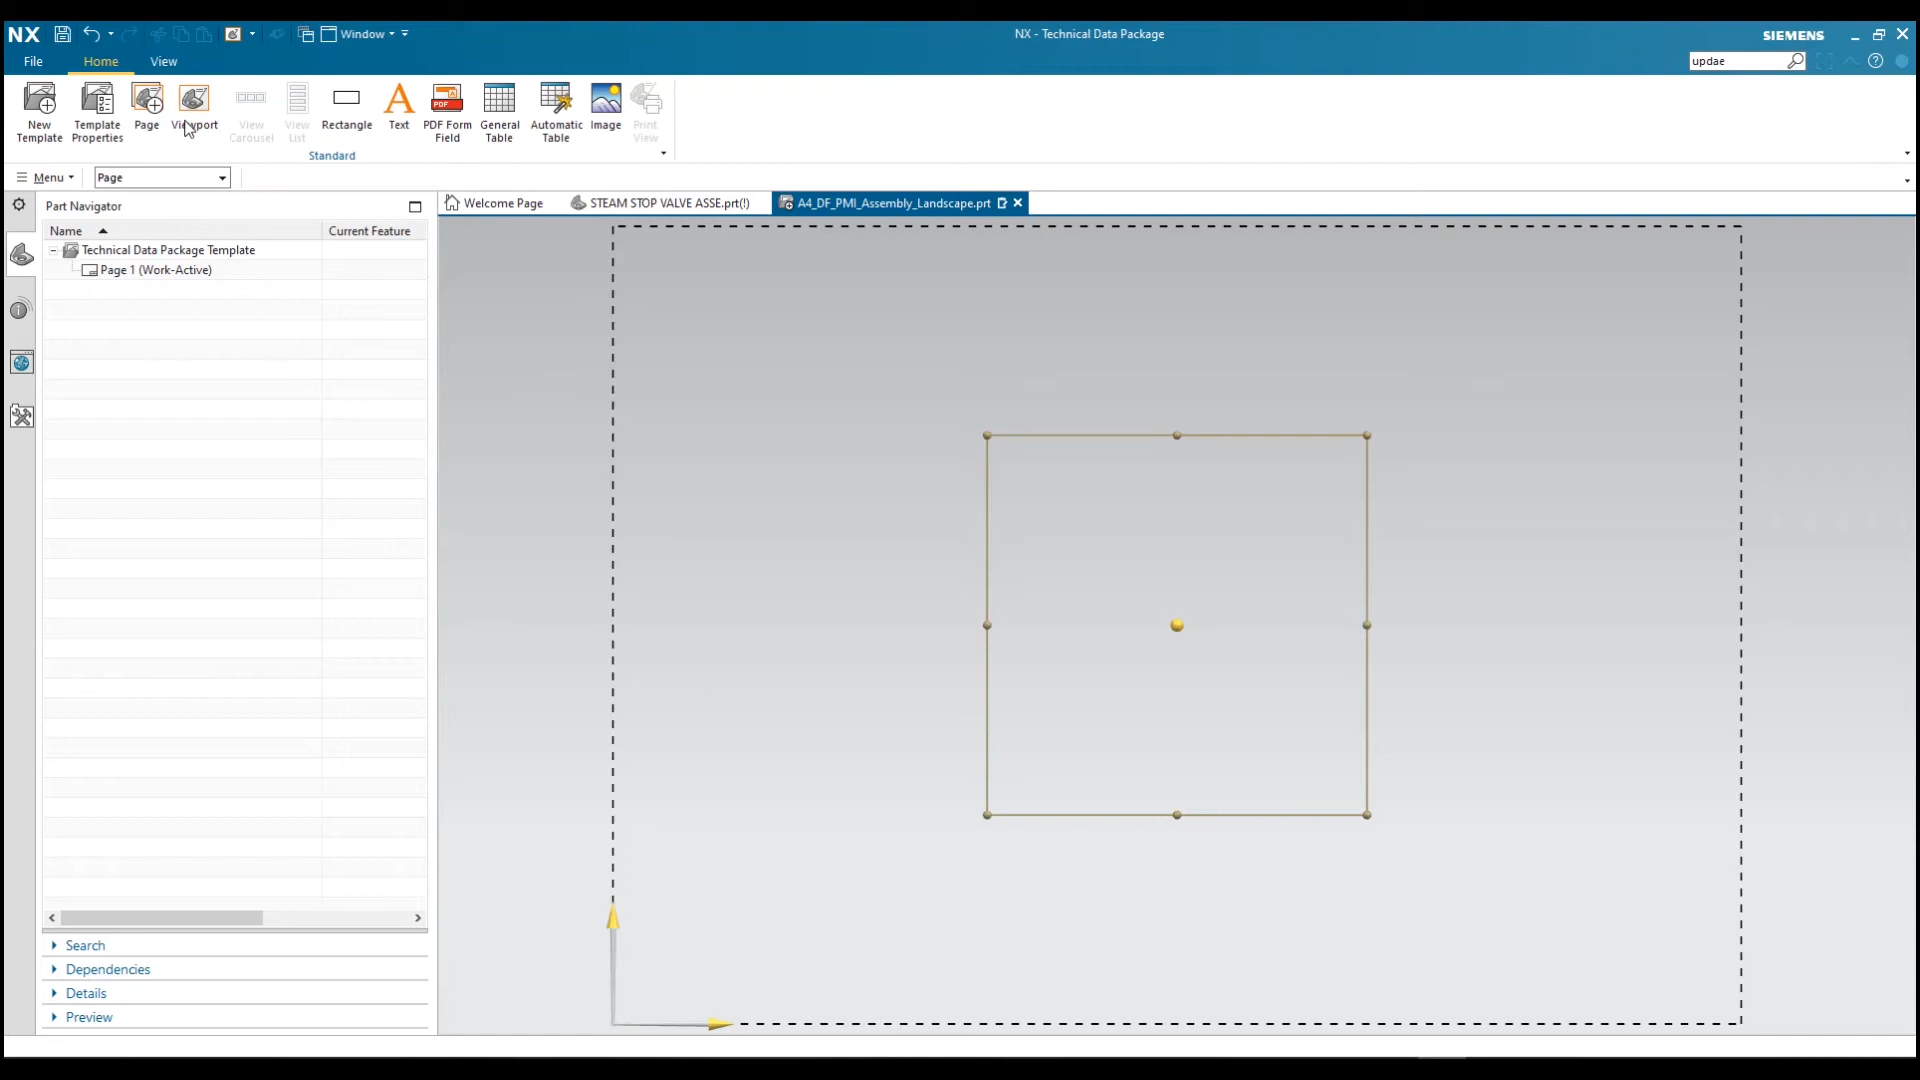 NX
Window
NX - Technical Data Package
SIEMENS
File
Home
View
updae
New Template
Template Properties
Page
Viewport
View Carousel
View List
Rectangle
Text
PDF
PDF Form Field
General Table
Automatic Table
Image
Print View
Standard
Menu
Page
Part Navigator
Welcome Page
STEAM STOP VALVE ASSE.prt(!)
A4_DF_PMI_Assembly_Landscape.prt
Name
Current Feature
Technical Data Package Template
Page 1 (Work-Active)
Search
Dependencies
Details
Preview